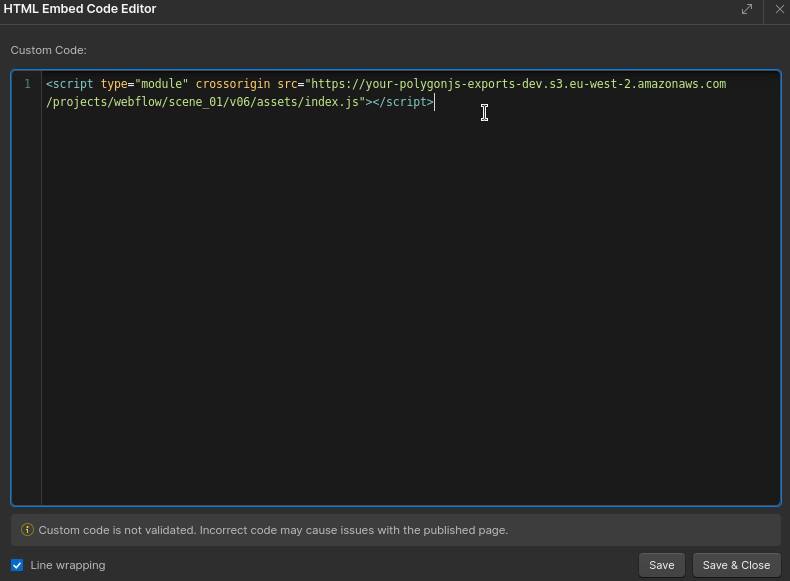 HTML Embed Code Editor
Custom Code:
1
<script type="module" crossorigin src="https://your-polygonjs-exports-dev.s3.eu-west-2.amazonaws.com
/projects/webflow/scene_01/v06/assets/index.js"></script>
Custom code is not validated. Incorrect code may cause issues with the published page.
Line wrapping
Save
Save & Close